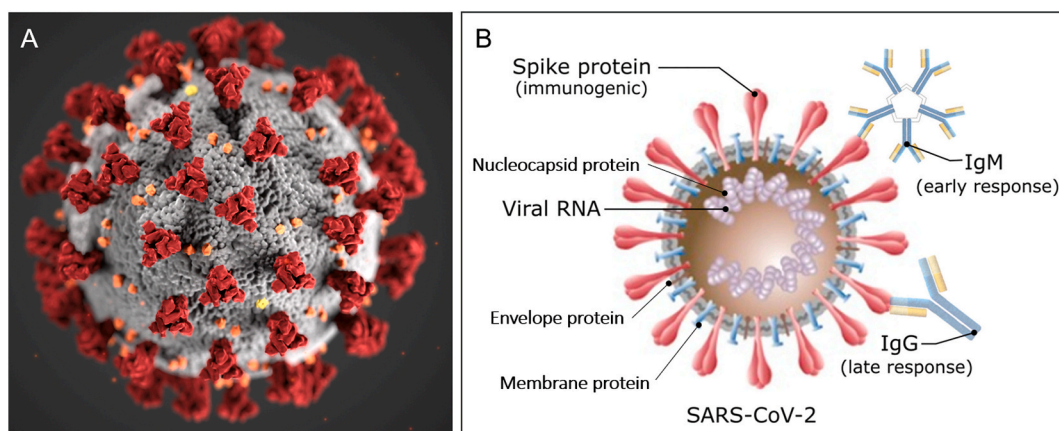 A
B
Spike protein
(immunogenic)
Nucleocapsid protein
Viral RNA
IgM
(early response)
Envelope protein
IgG
(late response)
Membrane protein
SARS-CoV-2